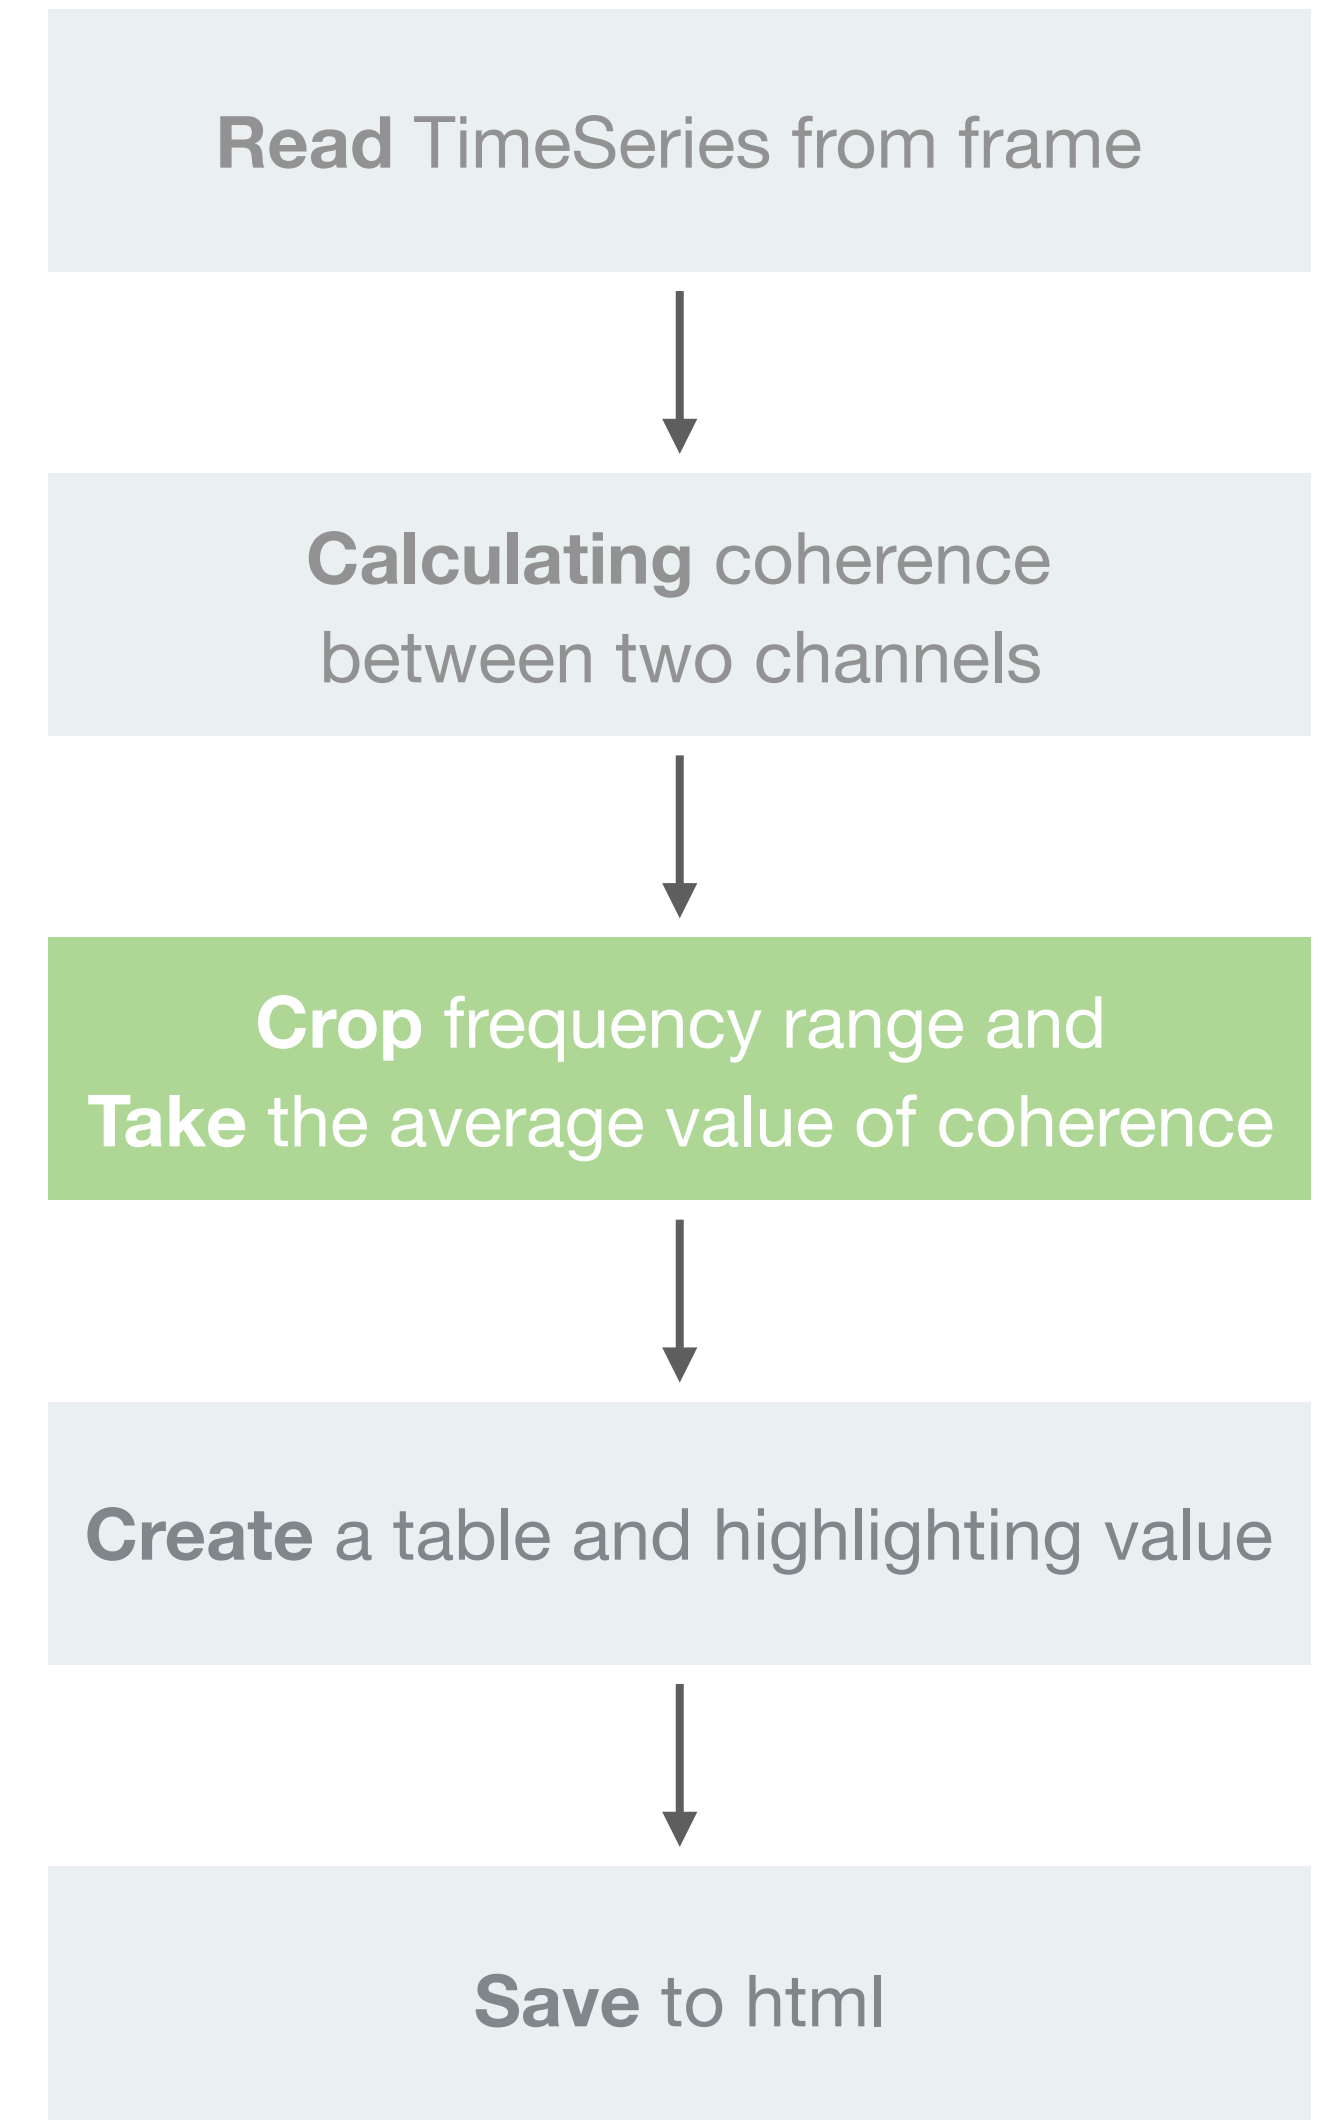 Read TimeSeries from frame
Calculating coherence
between two channels
Crop frequency range and
Take the average value of coherence
Create a table and highlighting value
Save to html